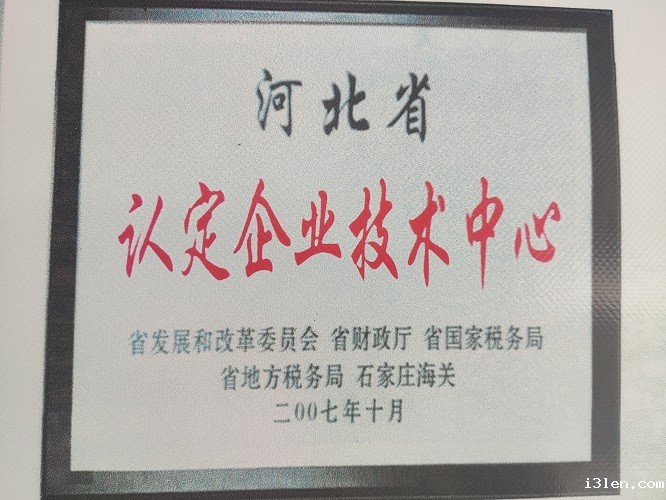 河北省
认定企业技术中心
省发展和改革委员会 省财政厅 省国家税务局
省地方税务局 石家庄海关
二00七年十月
i3len.com